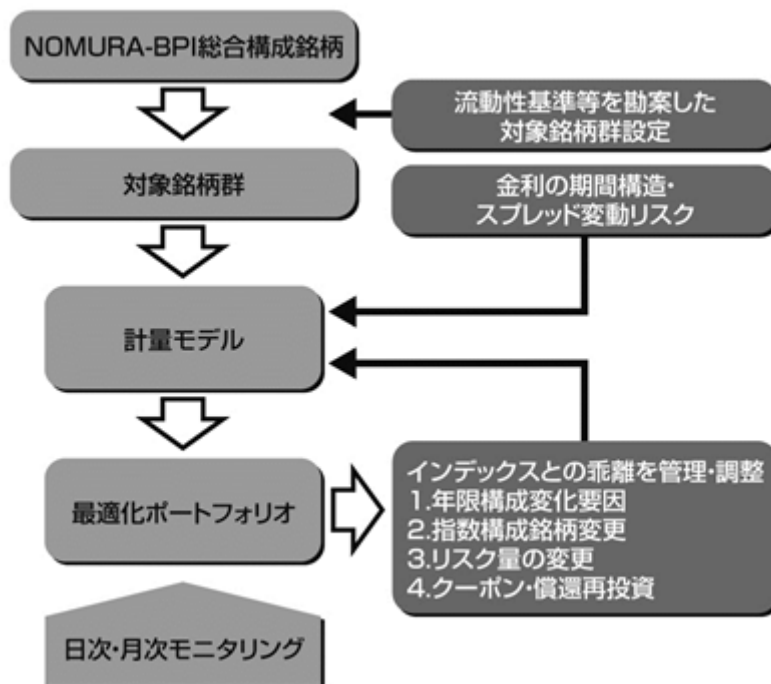 NOMURA-BPI総合構成銘柄
流動性基準等を勘案した
対象銘柄群設定
対象銘柄群
金利の期間構造・
スプレッド変動リスク
計量モデル
最適化ポートフォリオ
インデックスとの乖離を管理・調整
1.年限構成変化要因
2.指数構成銘柄変更
3.リスク量の変更
4.クーポン・償還再投資
日次・月次モニタリング